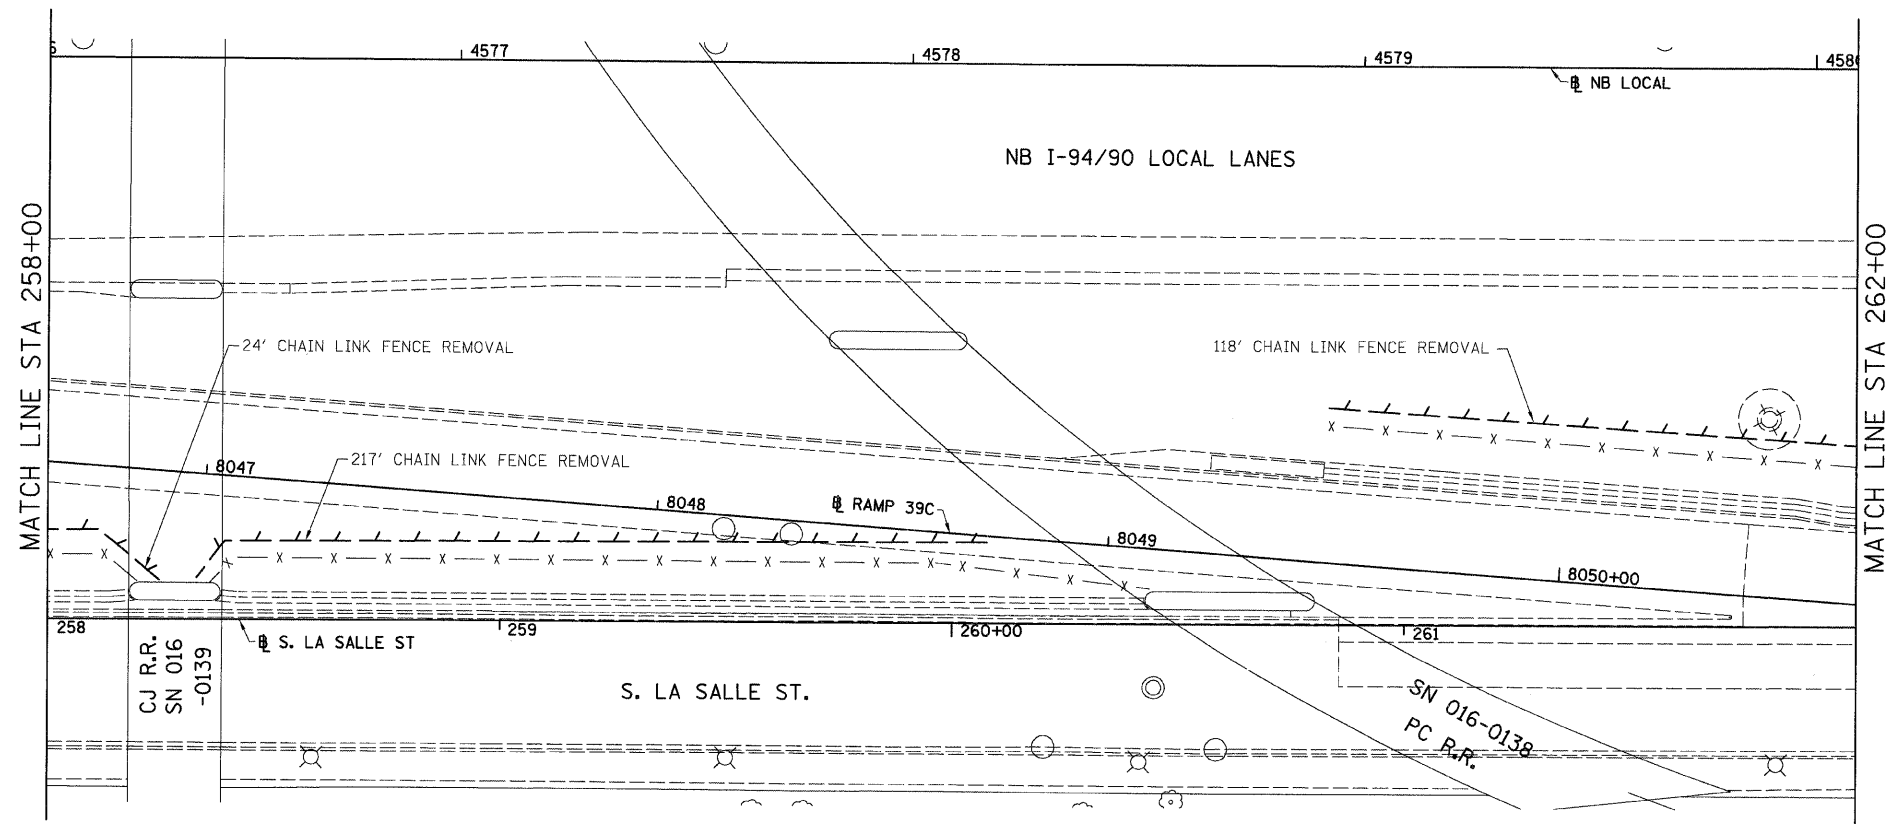 4577
4578
4579
458
℄ NB LOCAL
NB I-94/90 LOCAL LANES
MATCH LINE STA 258+00
MATCH LINE STA 262+00
24' CHAIN LINK FENCE REMOVAL
118' CHAIN LINK FENCE REMOVAL
217' CHAIN LINK FENCE REMOVAL
8047
8048
℄ RAMP 39C
8049
8050+00
258
259
260+00
261
℄ S. LA SALLE ST
CJ R.R.
SN 016
-0139
S. LA SALLE ST.
SN 016-0138
PC R.R.